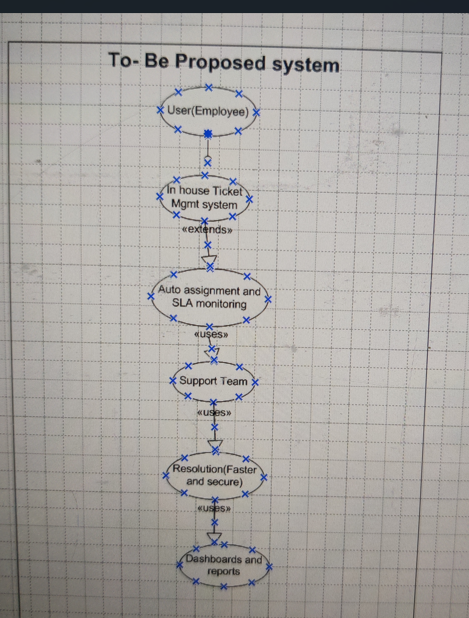 To- Be Proposed system
User(Employee)
In house Ticket
Mgmt system
«extends»
Auto assignment and
SLA monitoring
«uses»
Support Team
«uses»
Resolution(Faster
and secure)
«uses»
Dashboards and
reports